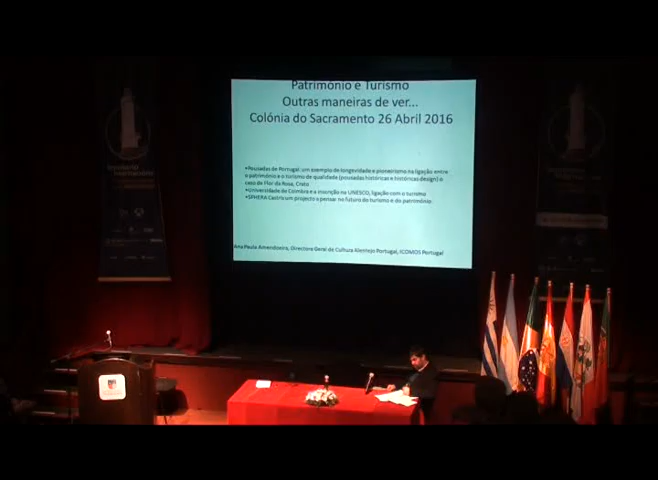 Património e Turismo
Outras maneiras de ver...
Colónia do Sacramento 26 Abril 2016
•Pousadas de Portugal: um exemplo de longevidade e pioneirismo na ligação entre
o património e o turismo de qualidade (pousadas históricas e históricas design) o
caso de Flor da Rosa, Crato
•Universidade de Coimbra e a inscrição na UNESCO, ligação com o turismo
•SPHERA Castris um projecto a pensar no futuro do turismo e do património
Ana Paula Amendoeira, Directora Geral de Cultura Alentejo Portugal, ICOMOS Portugal